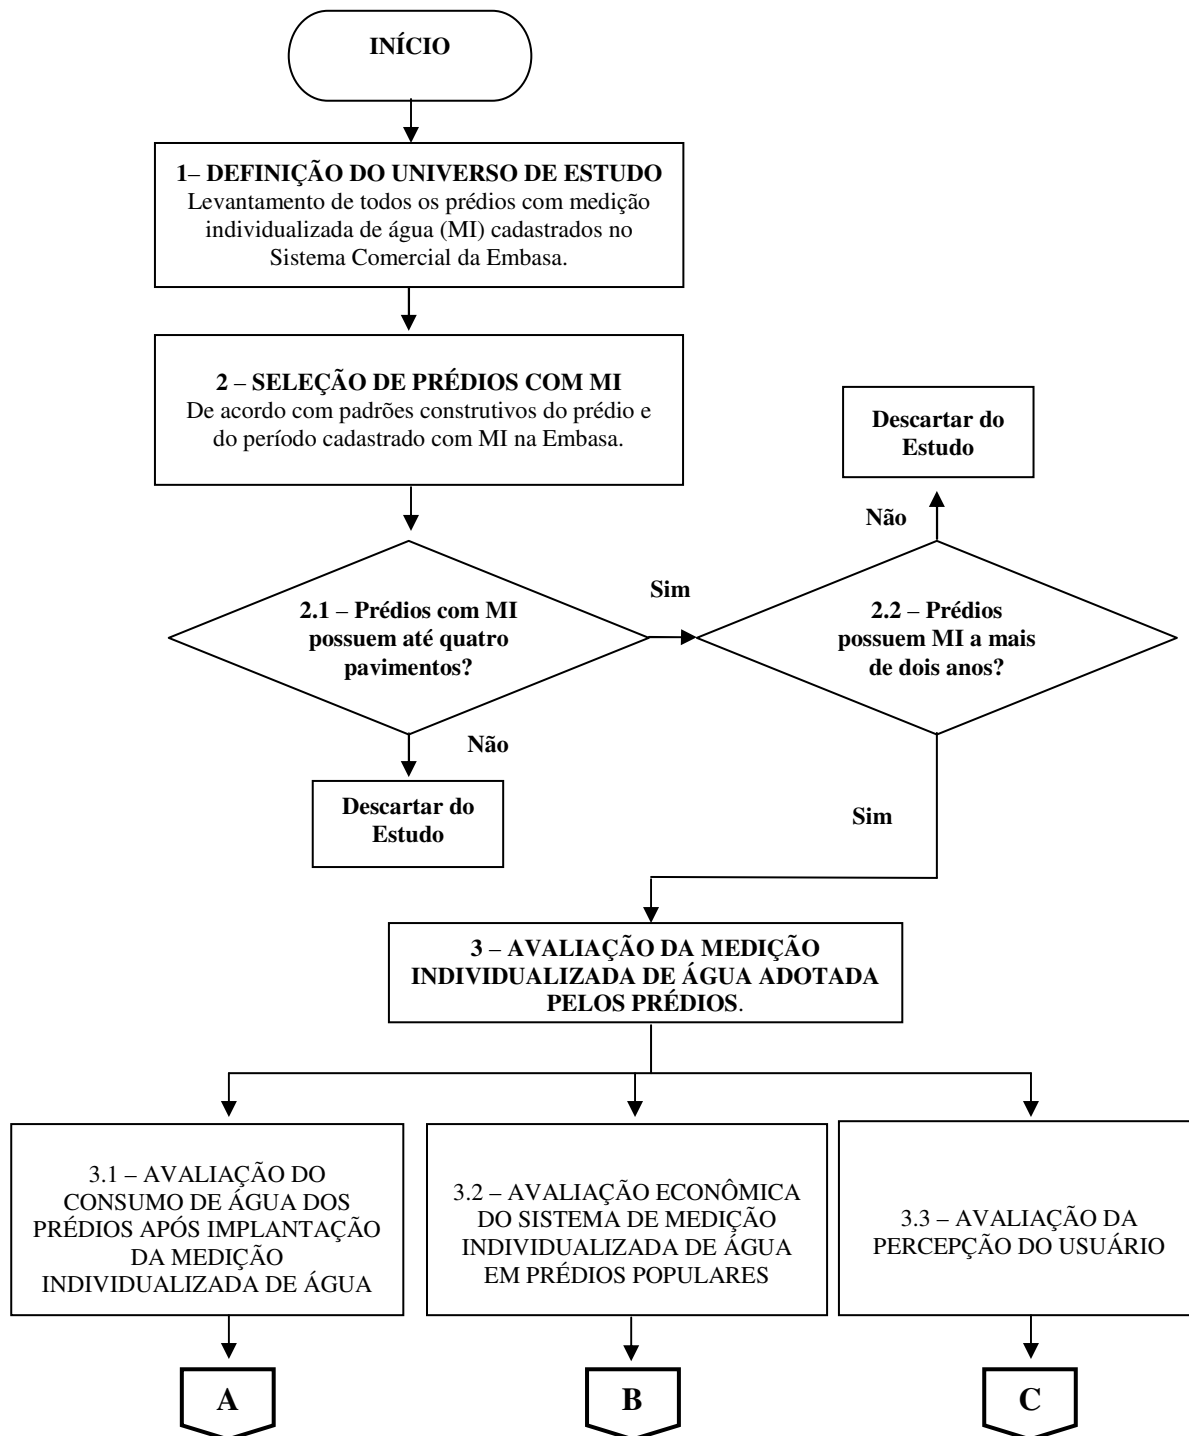 INÍCIO
1– DEFINIÇÃO DO UNIVERSO DE ESTUDO
Levantamento de todos os prédios com medição
individualizada de água (MI) cadastrados no
Sistema Comercial da Embasa.
2 – SELEÇÃO DE PRÉDIOS COM MI
De acordo com padrões construtivos do prédio e
do período cadastrado com MI na Embasa.
Descartar do
Estudo
Não
Sim
2.1 – Prédios com MI
possuem até quatro
pavimentos?
2.2 – Prédios
possuem MI a mais
de dois anos?
Não
Descartar do
Estudo
Sim
3 – AVALIAÇÃO DA MEDIÇÃO
INDIVIDUALIZADA DE ÁGUA ADOTADA
PELOS PRÉDIOS.
3.1 – AVALIAÇÃO DO
CONSUMO DE ÁGUA DOS
PRÉDIOS APÓS IMPLANTAÇÃO
DA MEDIÇÃO
INDIVIDUALIZADA DE ÁGUA
3.2 – AVALIAÇÃO ECONÔMICA
DO SISTEMA DE MEDIÇÃO
INDIVIDUALIZADA DE ÁGUA
EM PRÉDIOS POPULARES
3.3 – AVALIAÇÃO DA
PERCEPÇÃO DO USUÁRIO
A
B
C